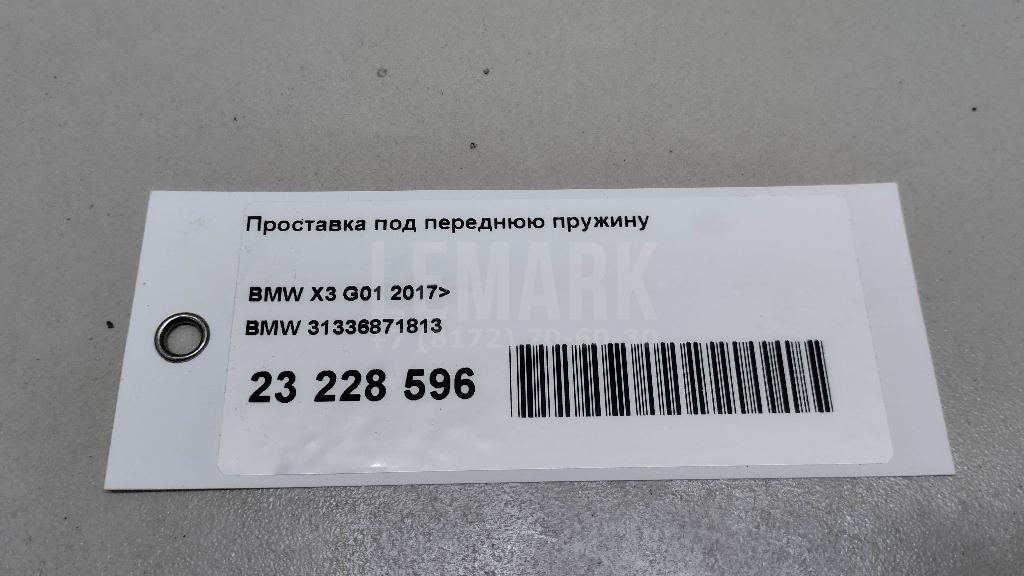 Проставка под переднюю пружину
LEMARK
BMW X3 G01 2017>
BMW 31336871813
+7 (8172) 70-60-30
23 228 596